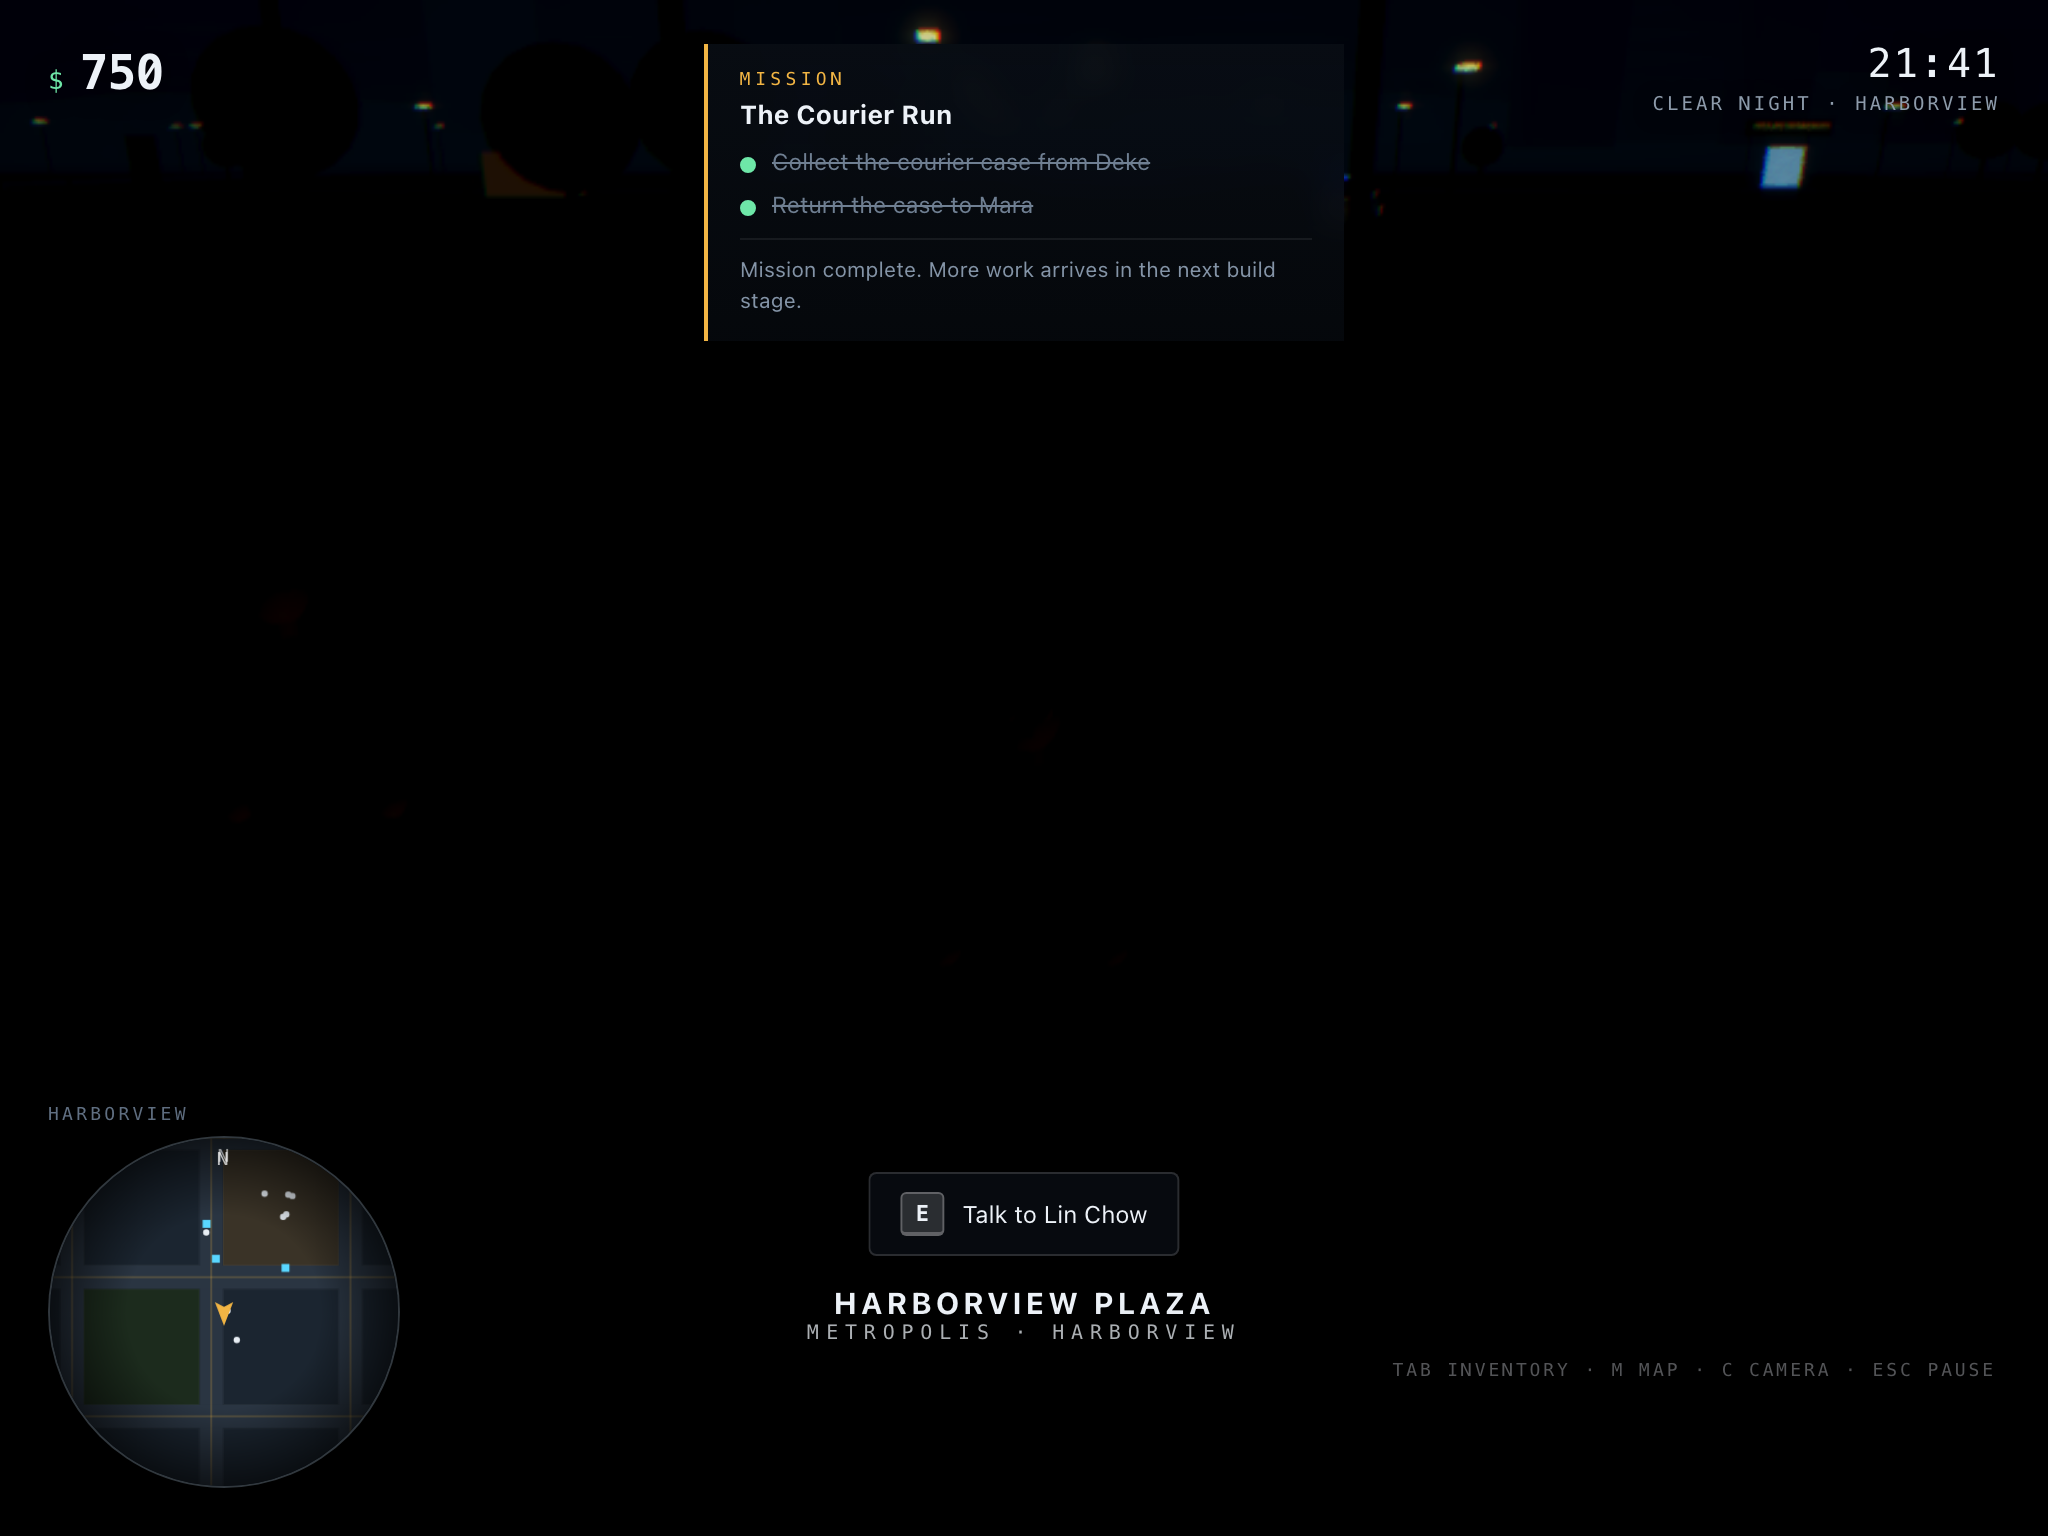 $ 750
MISSION
The Courier Run
Collect the courier case from Deke
Return the case to Mara
Mission complete. More work arrives in the next build
stage.
21:41
CLEAR NIGHT · HARBORVIEW
HARBORVIEW
N
E Talk to Lin Chow
HARBORVIEW PLAZA
METROPOLIS · HARBORVIEW
TAB INVENTORY · M MAP · C CAMERA · ESC PAUSE